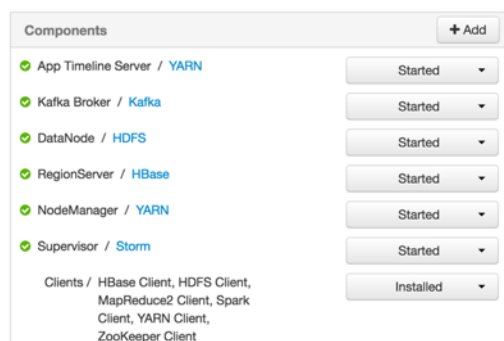 Components + Add
App Timeline Server / YARN Started
Kafka Broker / Kafka Started
DataNode / HDFS Started
RegionServer / HBase Started
NodeManager / YARN Started
Supervisor / Storm Started
Clients / HBase Client, HDFS Client, Installed
MapReduce2 Client, Spark
Client, YARN Client,
ZooKeeper Client